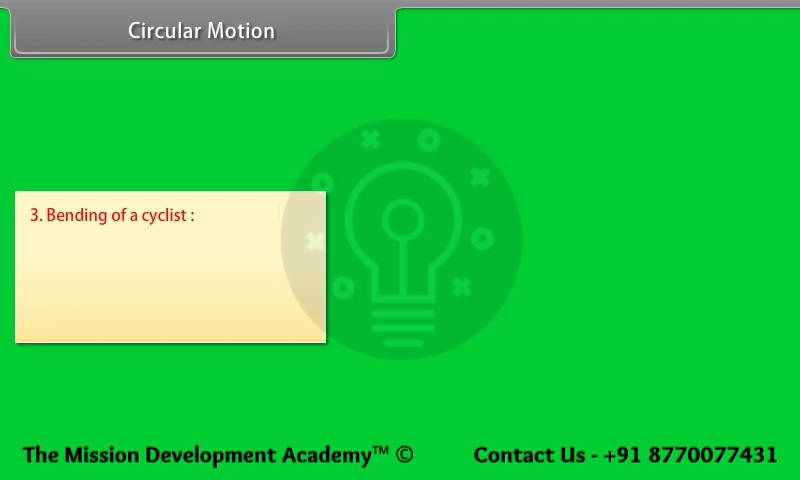 Circular Motion
3. Bending of a cyclist :
The Mission Development Academy™ © Contact Us - +91 8770077431